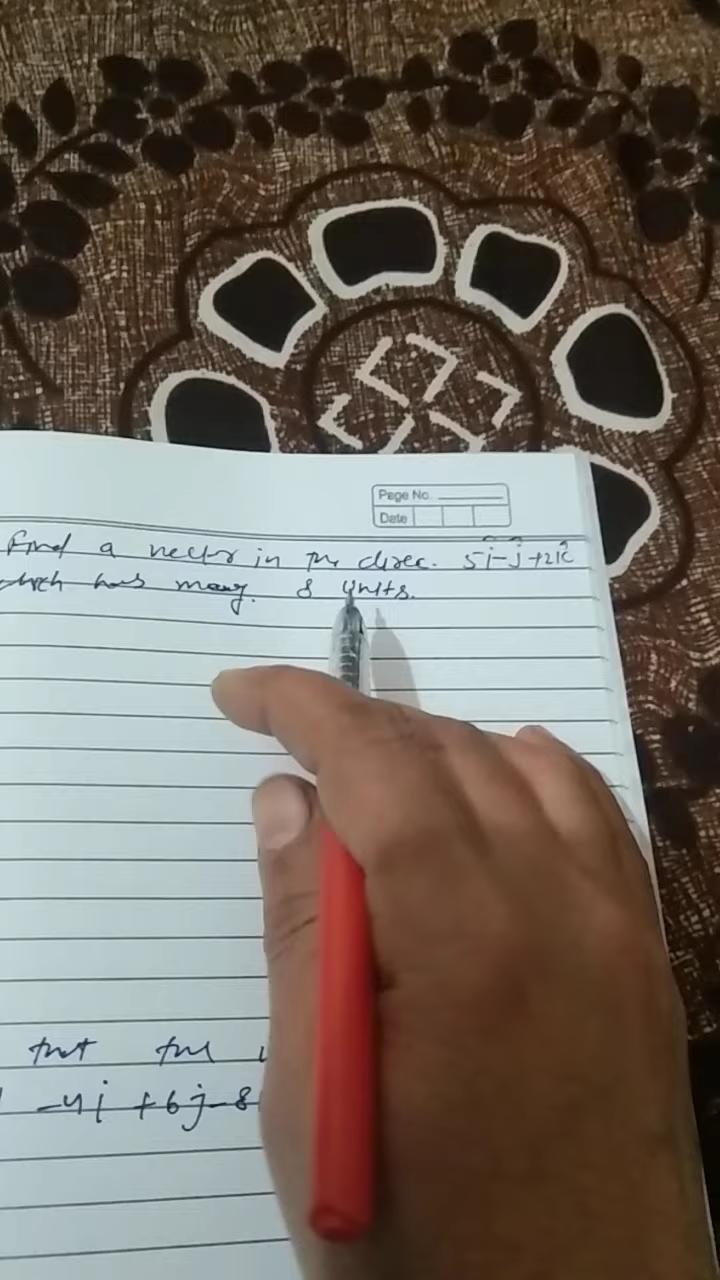 Page No.
Date
Find a vector in the direc. 5î-ĵ+2k̂
which has mag. 8 units.
that the
-4i +6j-8